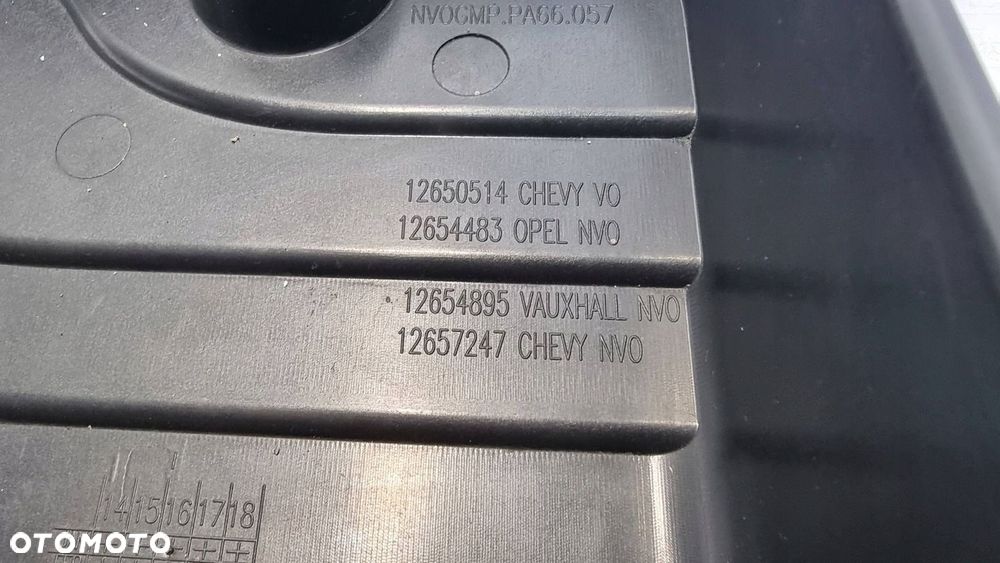 NVOCMP.PA66.057
12650514 CHEVY VO
12654483 OPEL NVO
12654895 VAUXHALL NVO
12657247 CHEVY NVO
14 15 16 17 18
OTOMOTO